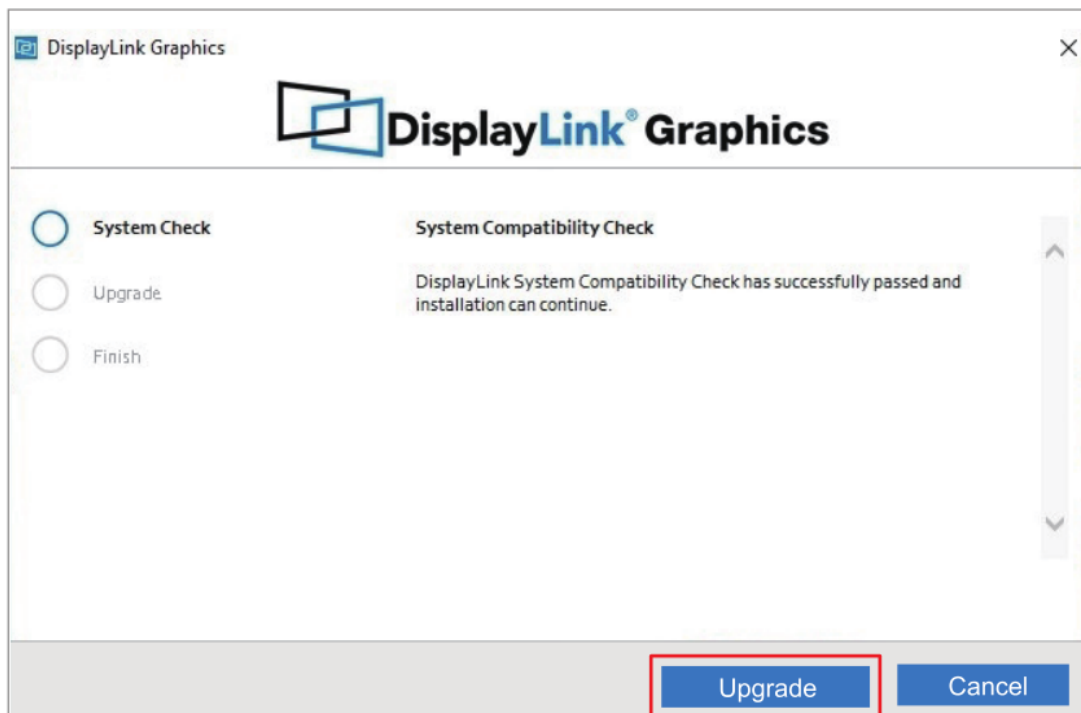 DisplayLink Graphics
DisplayLink® Graphics
System Check
Upgrade
Finish
System Compatibility Check
DisplayLink System Compatibility Check has successfully passed and
installation can continue.
Upgrade
Cancel